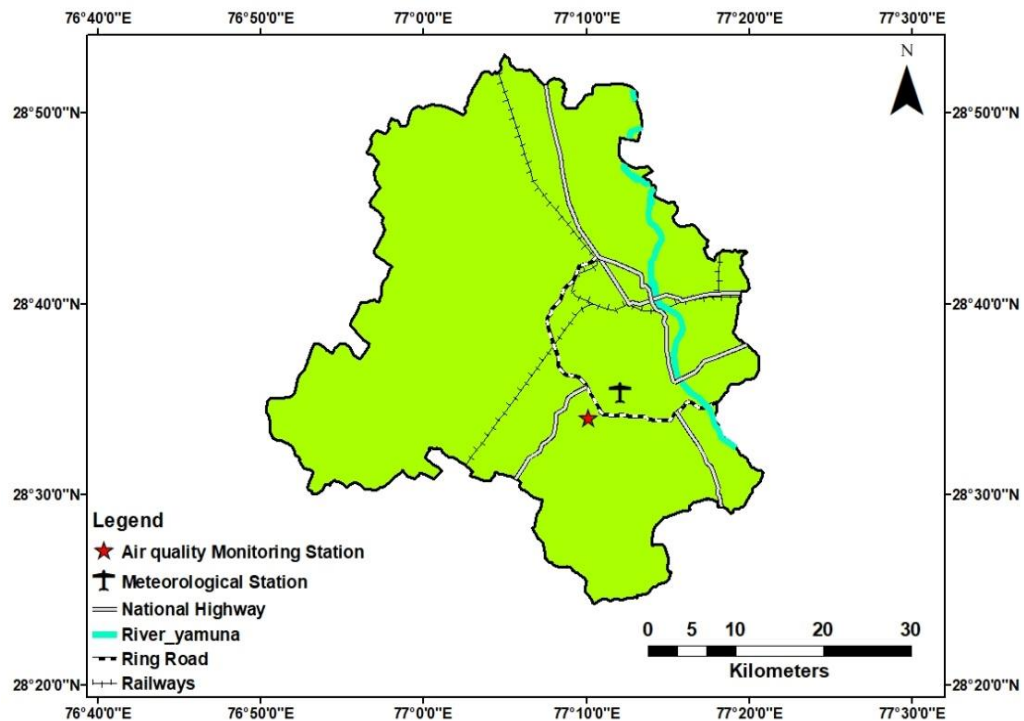 76°40'0"E 76°50'0"E 77°0'0"E 77°10'0"E 77°20'0"E 77°30'0"E
N
28°50'0"N 28°50'0"N
28°40'0"N 28°40'0"N
28°30'0"N 28°30'0"N
Legend
Air quality Monitoring Station
Meteorological Station
National Highway
River_yamuna
Ring Road
Railways
0 5 10 20 30
Kilometers
28°20'0"N 28°20'0"N
76°40'0"E 76°50'0"E 77°0'0"E 77°10'0"E 77°20'0"E 77°30'0"E